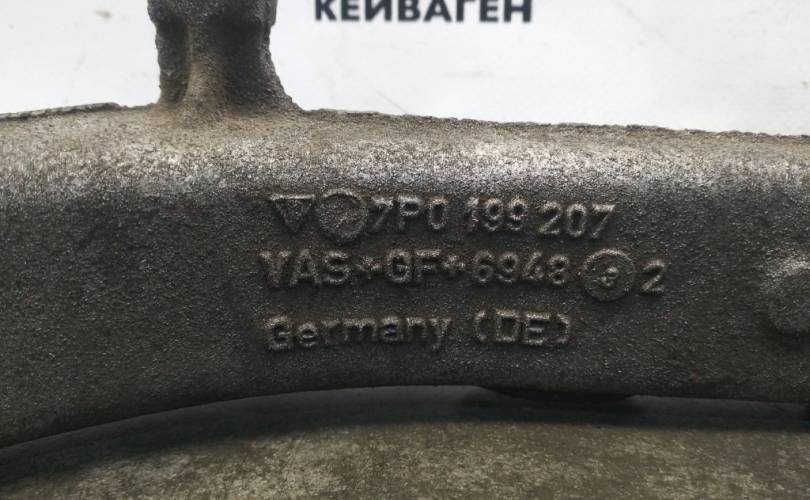 КЕЙВАГЕН
7P0 199 207
VAS+GF+6948 2
Germany (DE)